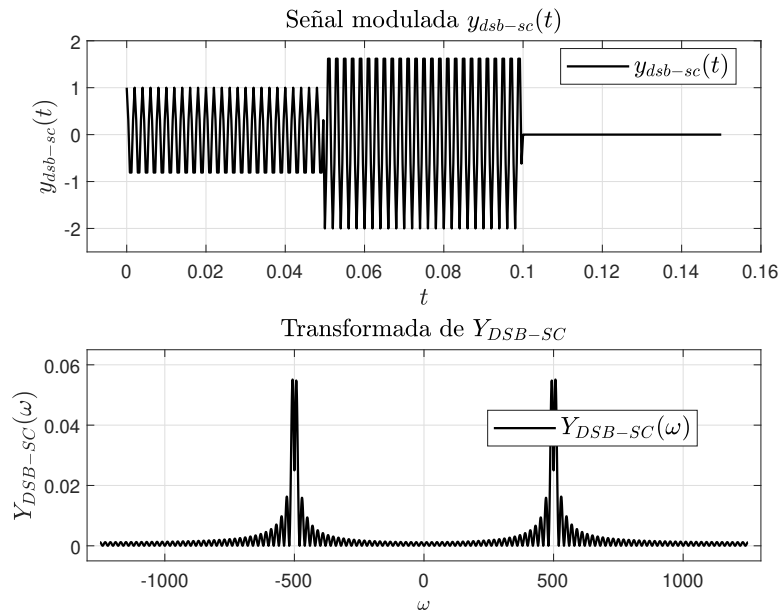 Señal modulada y_{dsb-sc}(t)
2
1
0
-1
-2
y_{dsb-sc}(t)
y_{dsb-sc}(t)
0 0.02 0.04 0.06 0.08 0.1 0.12 0.14 0.16
t
Transformada de Y_{DSB-SC}
0.06
0.04
0.02
0
Y_{DSB-SC}(ω)
Y_{DSB-SC}(ω)
-1000 -500 0 500 1000
ω